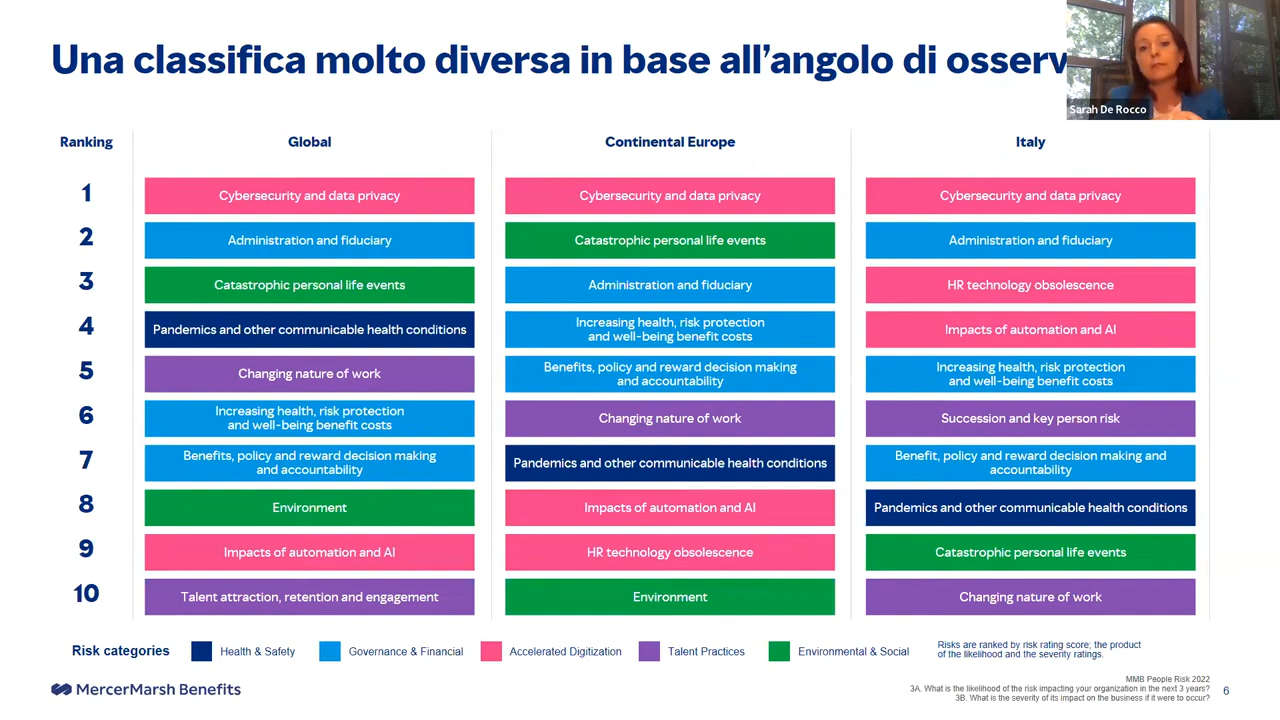 Una classifica molto diversa in base all'angolo di osserv
Sarah De Rocco
Ranking
Global
Continental Europe
Italy
1
Cybersecurity and data privacy
Cybersecurity and data privacy
Cybersecurity and data privacy
2
Administration and fiduciary
Catastrophic personal life events
Administration and fiduciary
3
Catastrophic personal life events
Administration and fiduciary
HR technology obsolescence
4
Pandemics and other communicable health conditions
Increasing health, risk protection
and well-being benefit costs
Impacts of automation and AI
5
Changing nature of work
Benefits, policy and reward decision making
and accountability
Increasing health, risk protection
and well-being benefit costs
6
Increasing health, risk protection
and well-being benefit costs
Changing nature of work
Succession and key person risk
7
Benefits, policy and reward decision making
and accountability
Pandemics and other communicable health conditions
Benefit, policy and reward decision making and
accountability
8
Environment
Impacts of automation and AI
Pandemics and other communicable health conditions
9
Impacts of automation and AI
HR technology obsolescence
Catastrophic personal life events
10
Talent attraction, retention and engagement
Environment
Changing nature of work
Risk categories
Health & Safety
Governance & Financial
Accelerated Digitization
Talent Practices
Environmental & Social
Risks are ranked by risk rating score; the product
of the likelihood and the severity ratings.
MercerMarsh Benefits
MMB People Risk 2022
3A. What is the likelihood of the risk impacting your organization in the next 3 years?
3B. What is the severity of its impact on the business if it were to occur?
6